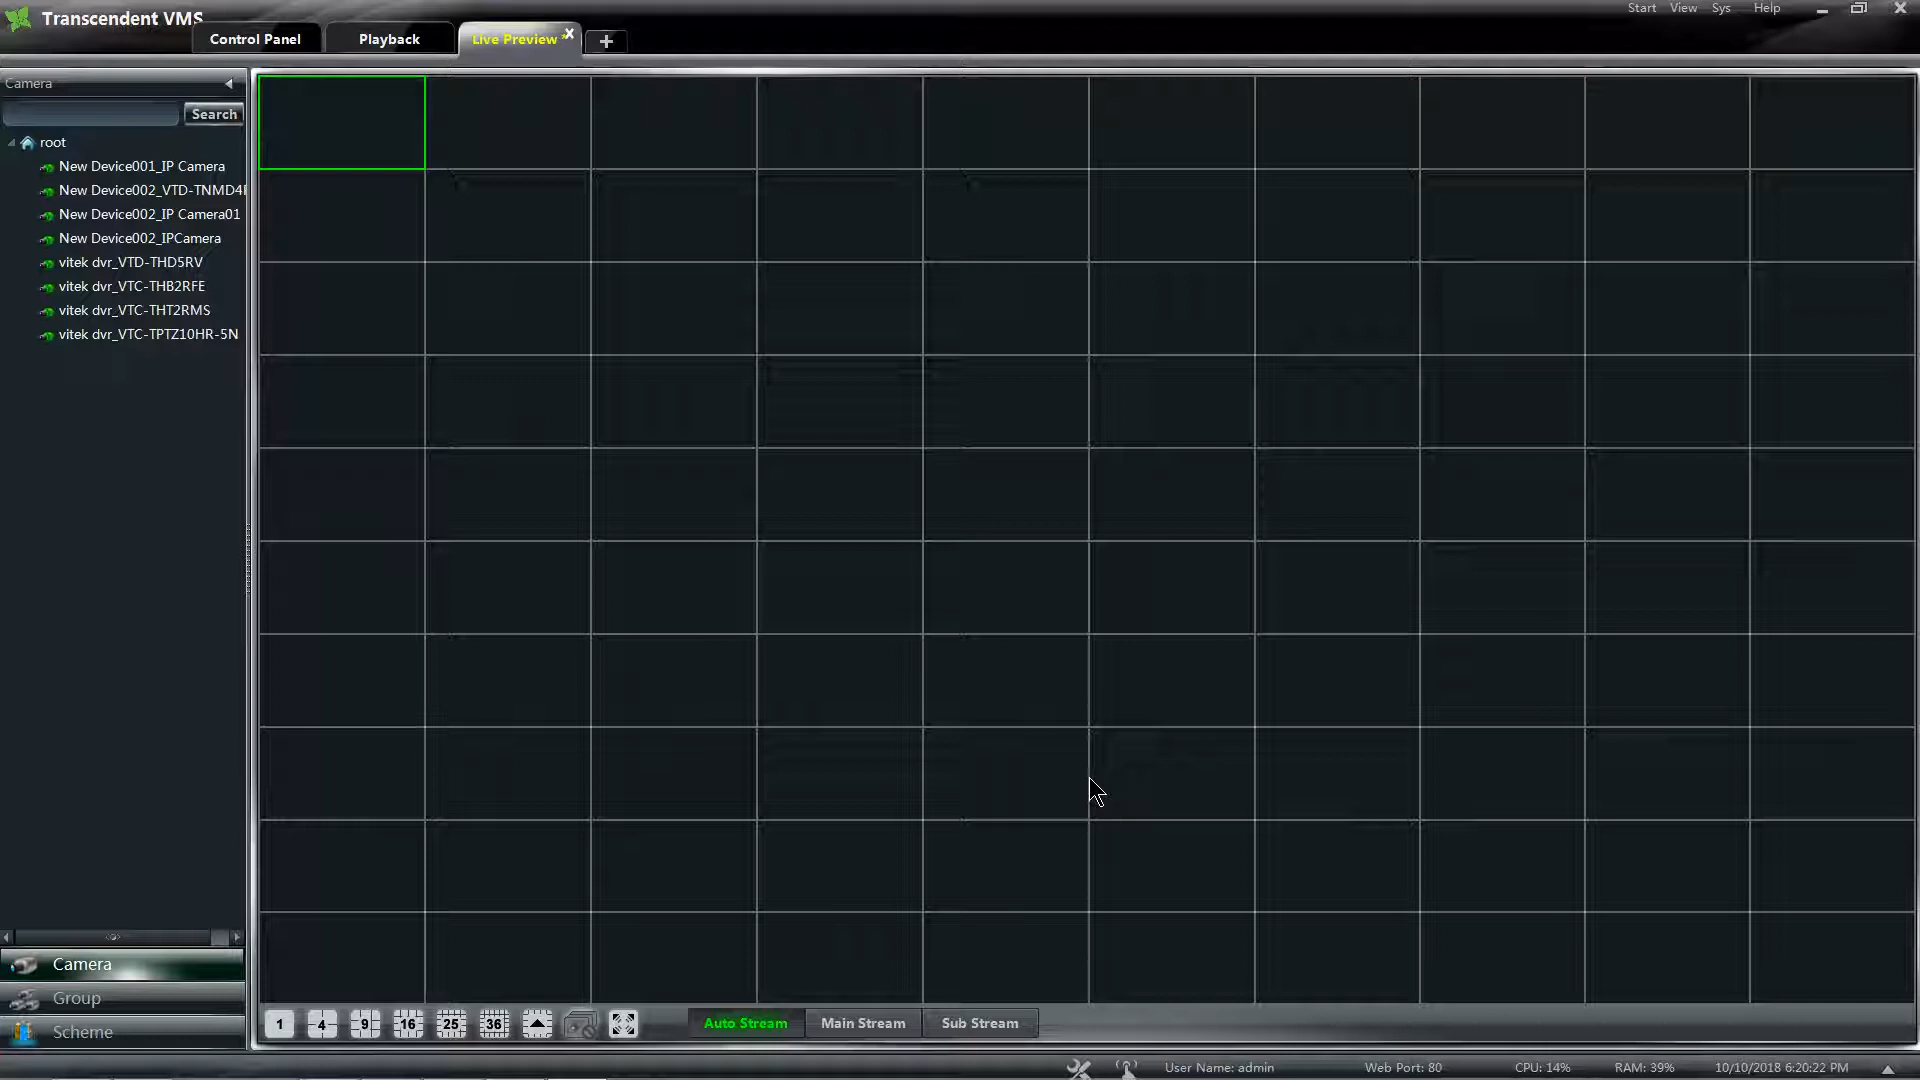 Transcendent VMS
Start View Sys Help
Control Panel
Playback
Live Preview
Camera
Search
root
New Device001_IP Camera
New Device002_VTD-TNMD4
New Device002_IP Camera01
New Device002_IPCamera
vitek dvr_VTD-THD5RV
vitek dvr_VTC-THB2RFE
vitek dvr_VTC-THT2RMS
vitek dvr_VTC-TPTZ10HR-5N
Camera
Group
Scheme
1 4 9 16 25 36
Auto Stream Main Stream Sub Stream
User Name: admin Web Port: 80 CPU: 14% RAM: 39% 10/10/2018 6:20:22 PM